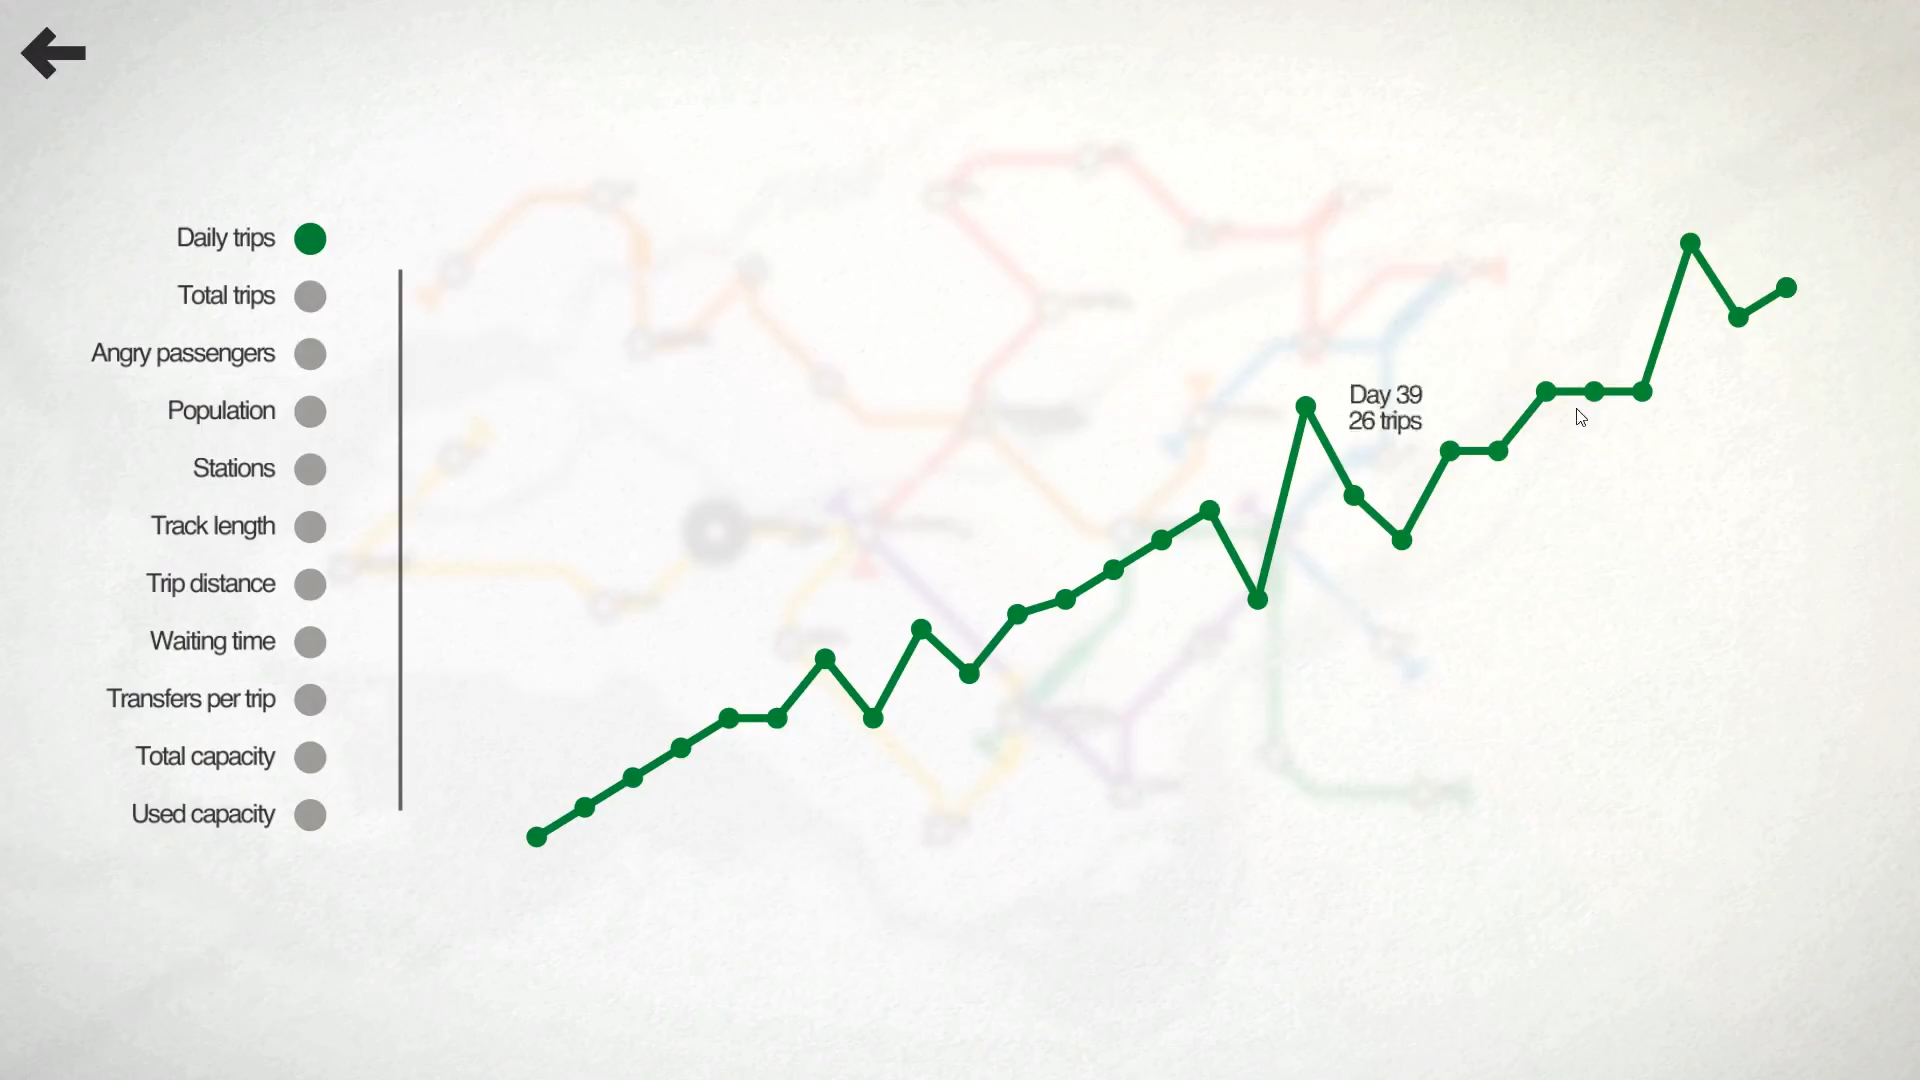 Daily trips
Total trips
Angry passengers
Population
Stations
Track length
Trip distance
Waiting time
Transfers per trip
Total capacity
Used capacity
Day 39
26 trips